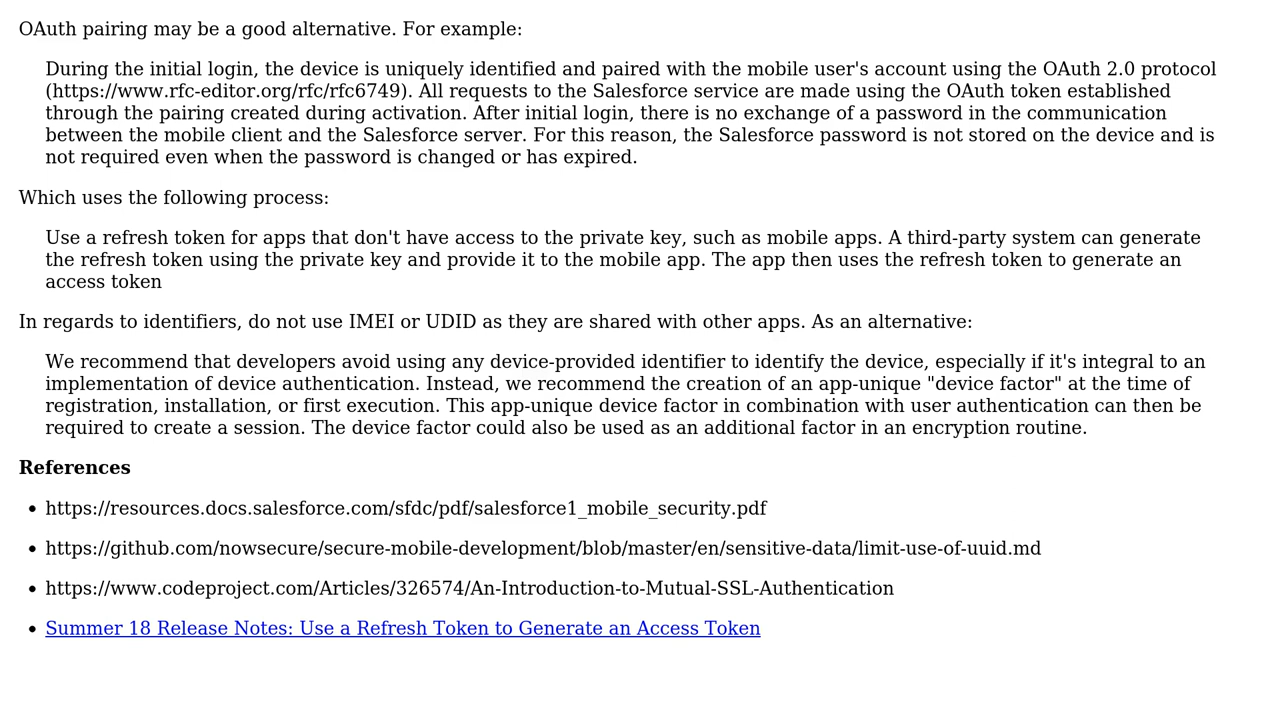 OAuth pairing may be a good alternative. For example:
During the initial login, the device is uniquely identified and paired with the mobile user's account using the OAuth 2.0 protocol
(https://www.rfc-editor.org/rfc/rfc6749). All requests to the Salesforce service are made using the OAuth token established
through the pairing created during activation. After initial login, there is no exchange of a password in the communication
between the mobile client and the Salesforce server. For this reason, the Salesforce password is not stored on the device and is
not required even when the password is changed or has expired.
Which uses the following process:
Use a refresh token for apps that don't have access to the private key, such as mobile apps. A third-party system can generate
the refresh token using the private key and provide it to the mobile app. The app then uses the refresh token to generate an
access token
In regards to identifiers, do not use IMEI or UDID as they are shared with other apps. As an alternative:
We recommend that developers avoid using any device-provided identifier to identify the device, especially if it's integral to an
implementation of device authentication. Instead, we recommend the creation of an app-unique "device factor" at the time of
registration, installation, or first execution. This app-unique device factor in combination with user authentication can then be
required to create a session. The device factor could also be used as an additional factor in an encryption routine.
References
• https://resources.docs.salesforce.com/sfdc/pdf/salesforce1_mobile_security.pdf
• https://github.com/nowsecure/secure-mobile-development/blob/master/en/sensitive-data/limit-use-of-uuid.md
• https://www.codeproject.com/Articles/326574/An-Introduction-to-Mutual-SSL-Authentication
• Summer 18 Release Notes: Use a Refresh Token to Generate an Access Token